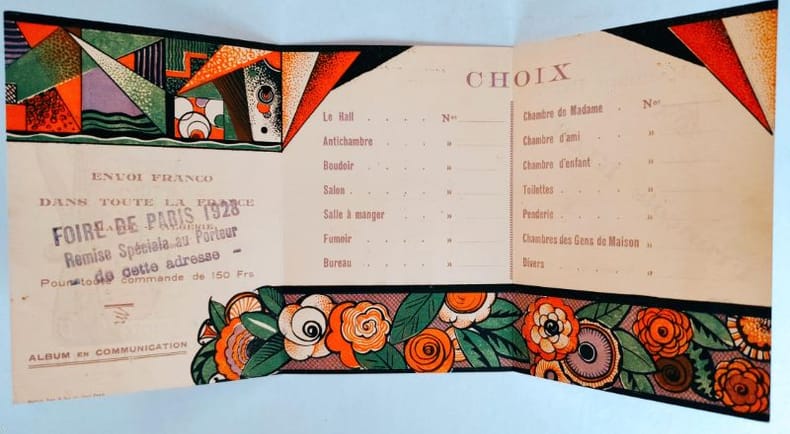 ENVOI FRANCO
DANS TOUTE LA FRANCE
FOIRE DE PARIS 1928
Remise Spéciale au Porteur
- de cette adresse -
Pour toute commande de 150 Frs
ALBUM EN COMMUNICATION
CHOIX
Le Hall . . . . Nos
Antichambre . . . »
Boudoir . . . . »
Salon . . . . . »
Salle à manger . . »
Fumoir . . . . »
Bureau . . . . »
Chambre de Madame . Nos
Chambre d'ami . . »
Chambre d'enfant . . »
Toilettes . . . . »
Penderie . . . . »
Chambres des Gens de Maison »
Divers . . . . »